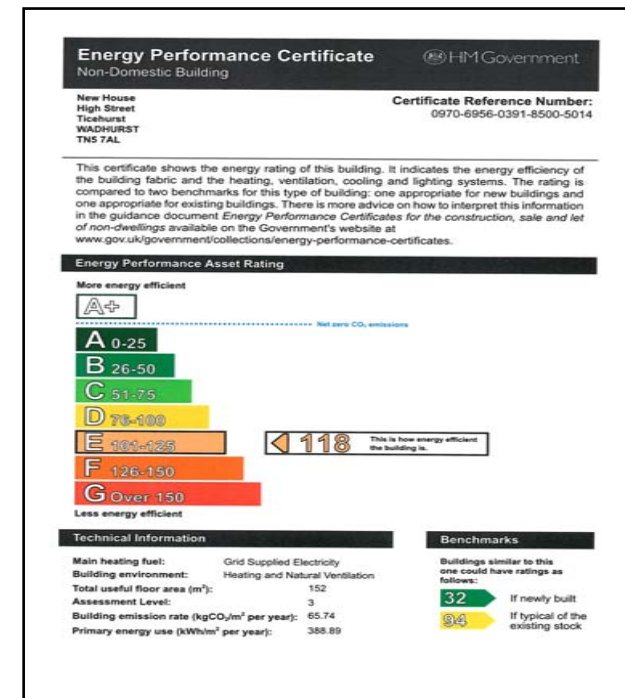 Energy Performance Certificate
Non-Domestic Building
HM Government
New House
High Street
Ticehurst
WADHURST
TN5 7AL
Certificate Reference Number:
0970-6956-0391-8500-5014
This certificate shows the energy rating of this building. It indicates the energy efficiency of
the building fabric and the heating, ventilation, cooling and lighting systems. The rating is
compared to two benchmarks for this type of building: one appropriate for new buildings and
one appropriate for existing buildings. There is more advice on how to interpret this information
in the guidance document Energy Performance Certificates for the construction, sale and let
of non-dwellings available on the Government's website at
www.gov.uk/government/collections/energy-performance-certificates.
Energy Performance Asset Rating
More energy efficient
A+
Net zero CO₂ emissions
A 0-25
B 26-50
C 51-75
D 76-100
E 101-125
118
This is how energy efficient
the building is.
F 126-150
G Over 150
Less energy efficient
Technical Information
Main heating fuel: Grid Supplied Electricity
Building environment: Heating and Natural Ventilation
Total useful floor area (m²): 152
Assessment Level: 3
Building emission rate (kgCO₂/m² per year): 65.74
Primary energy use (kWh/m² per year): 388.89
Benchmarks
Buildings similar to this
one could have ratings as
follows:
32 If newly built
94 If typical of the
existing stock